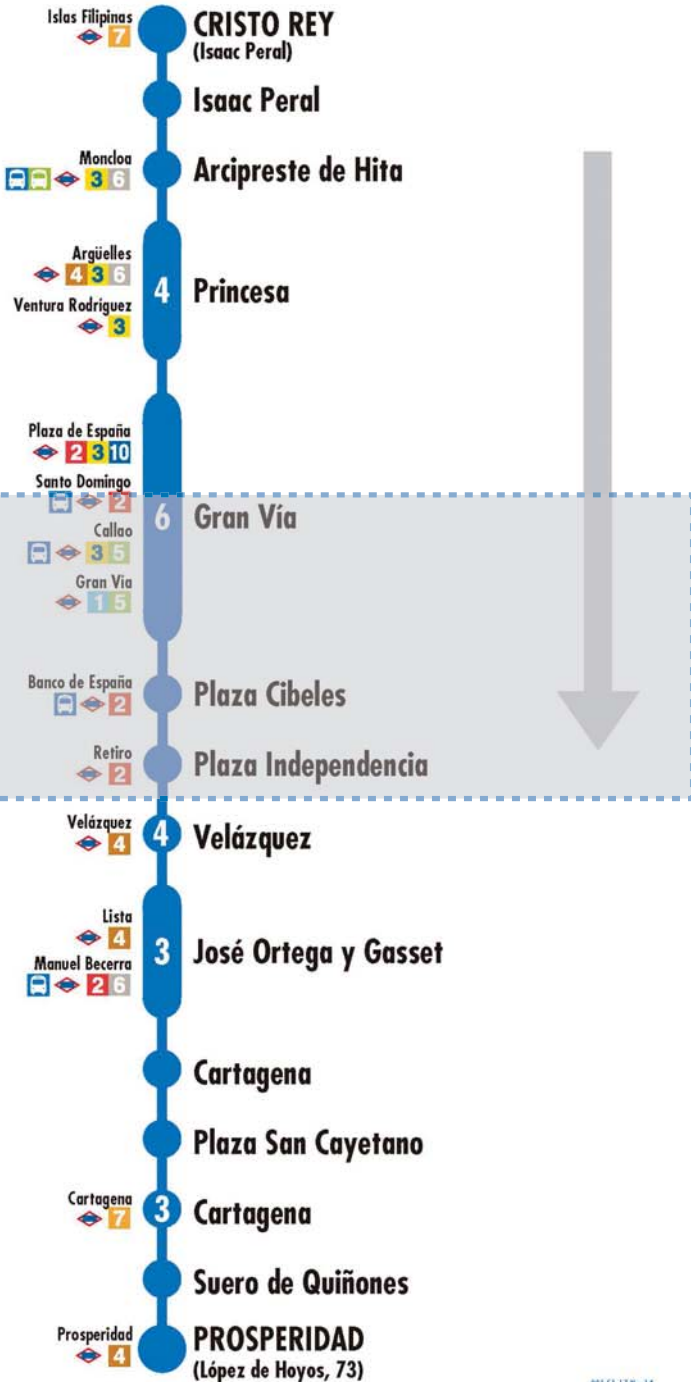 Islas Filipinas
7
CRISTO REY
(Isaac Peral)
Isaac Peral
Moncloa
3 6
Arcipreste de Hita
Argüelles
4 3 6
Ventura Rodríguez
3
4
Princesa
Plaza de España
2 3 10
Santo Domingo
2
Callao
3 5
Gran Via
1 5
6
Gran Vía
Banco de España
2
Plaza Cibeles
Retiro
2
Plaza Independencia
Velázquez
4
4
Velázquez
Lista
4
Manuel Becerra
2 6
3
José Ortega y Gasset
Cartagena
Plaza San Cayetano
Cartagena
7
3
Cartagena
Suero de Quiñones
Prosperidad
4
PROSPERIDAD
(López de Hoyos, 73)